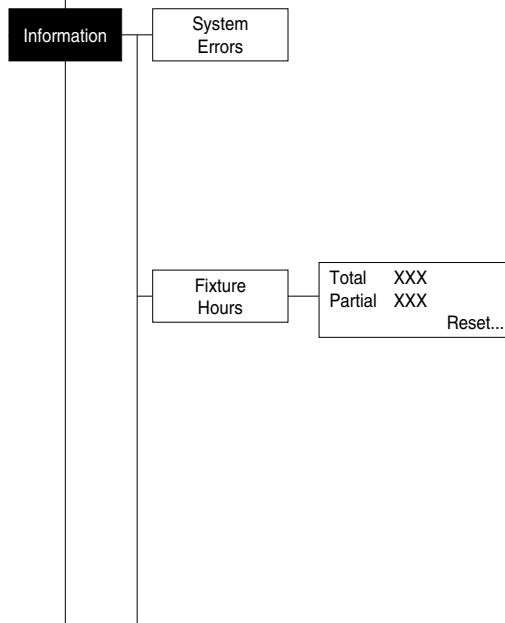 Information
System
Errors
Fixture
Hours
Total XXX
Partial XXX
Reset...